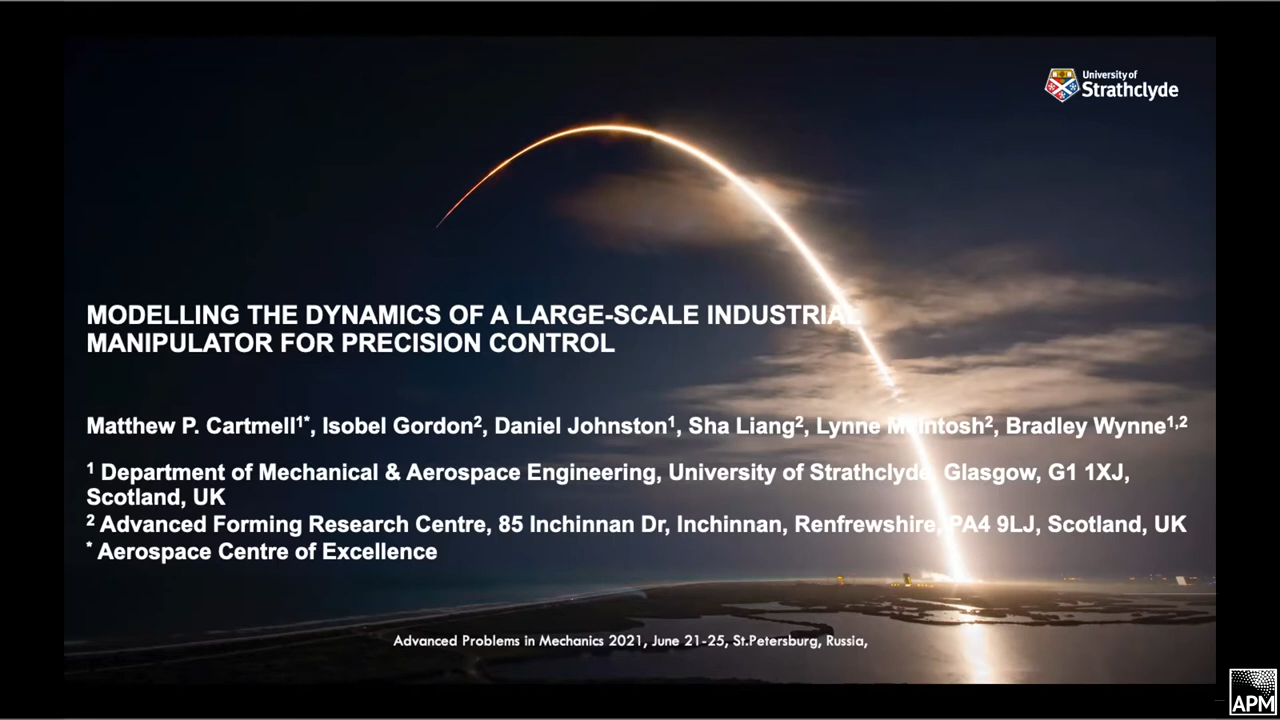 University of
Strathclyde
MODELLING THE DYNAMICS OF A LARGE-SCALE INDUSTRIAL
MANIPULATOR FOR PRECISION CONTROL
Matthew P. Cartmell¹*, Isobel Gordon², Daniel Johnston¹, Sha Liang², Lynne McIntosh², Bradley Wynne¹,²
¹ Department of Mechanical & Aerospace Engineering, University of Strathclyde, Glasgow, G1 1XJ,
Scotland, UK
² Advanced Forming Research Centre, 85 Inchinnan Dr, Inchinnan, Renfrewshire, PA4 9LJ, Scotland, UK
* Aerospace Centre of Excellence
Advanced Problems in Mechanics 2021, June 21-25, St.Petersburg, Russia,
APM